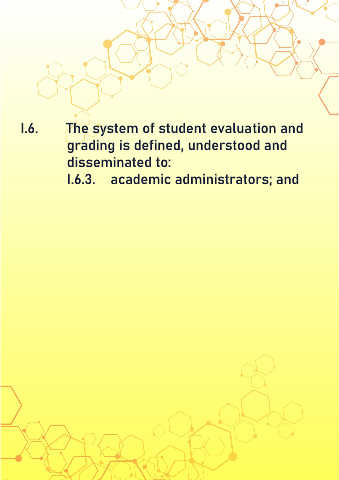 I.6. The system of student evaluation and
grading is defined, understood and
disseminated to:
I.6.3. academic administrators; and